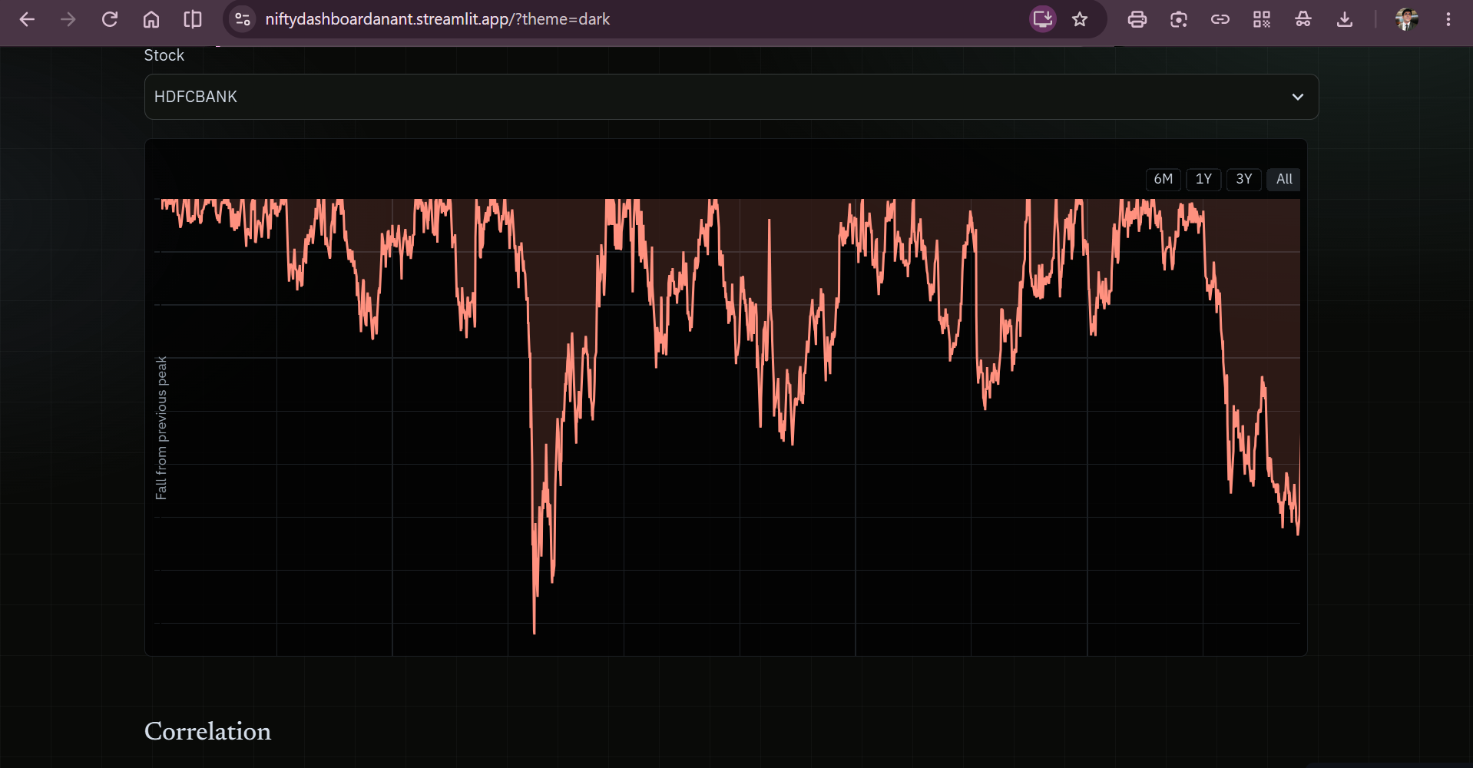 niftydashboardanant.streamlit.app/?theme=dark
Stock
HDFCBANK
6M 1Y 3Y All
Fall from previous peak
Correlation